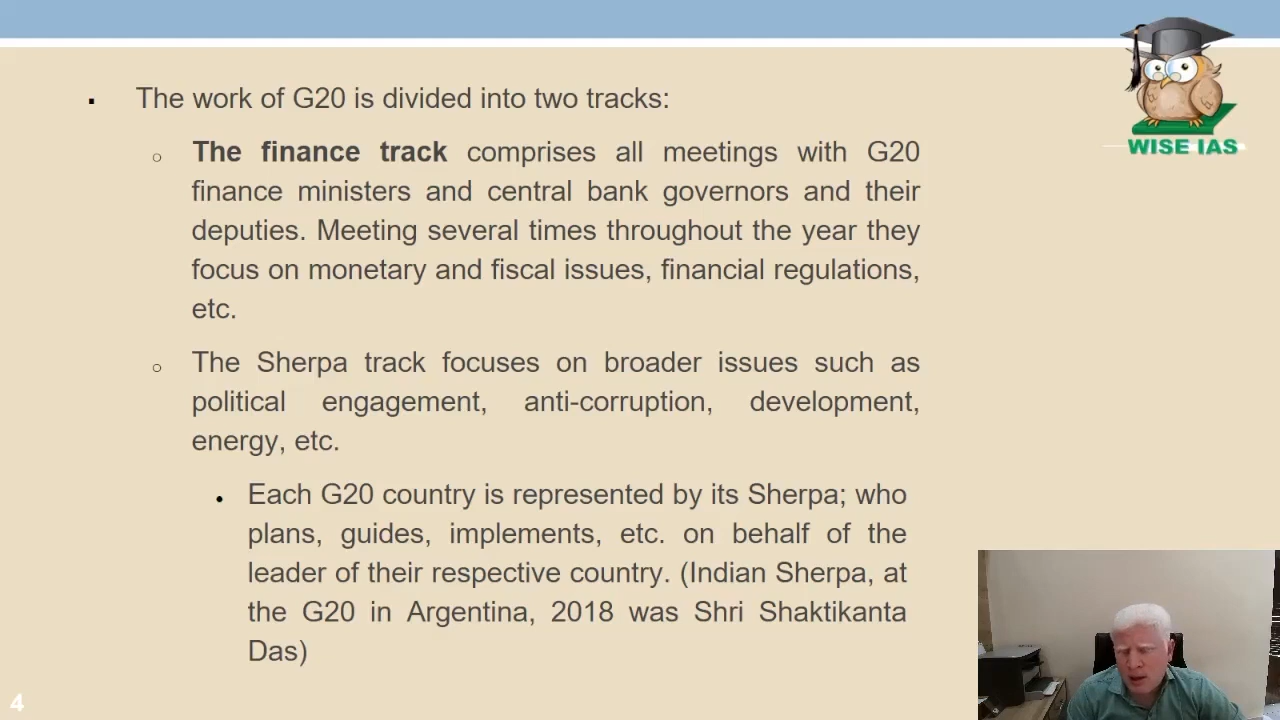 WISE IAS
The work of G20 is divided into two tracks:
The finance track comprises all meetings with G20
finance ministers and central bank governors and their
deputies. Meeting several times throughout the year they
focus on monetary and fiscal issues, financial regulations,
etc.
The Sherpa track focuses on broader issues such as
political engagement, anti-corruption, development,
energy, etc.
Each G20 country is represented by its Sherpa; who
plans, guides, implements, etc. on behalf of the
leader of their respective country. (Indian Sherpa, at
the G20 in Argentina, 2018 was Shri Shaktikanta
Das)
4